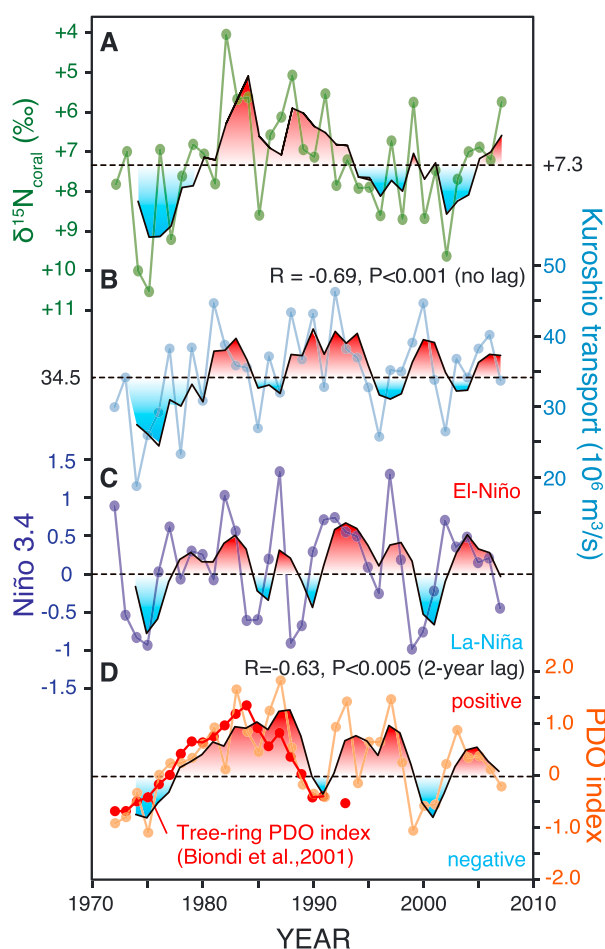 A
+4
+5
+6
+7
+8
+9
+10
+11
δ¹⁵Ncoral (‰)
+7.3
B
R = -0.69, P<0.001 (no lag)
50
40
30
20
34.5
Kuroshio transport (10⁶ m³/s)
C
El-Niño
1.5
1
0.5
0
-0.5
-1
-1.5
Niño 3.4
La-Niña
D
R=-0.63, P<0.005 (2-year lag)
positive
2.0
1.0
0
-1.0
-2.0
PDO index
Tree-ring PDO index
(Biondi et al.,2001)
negative
1970
1980
1990
2000
2010
YEAR